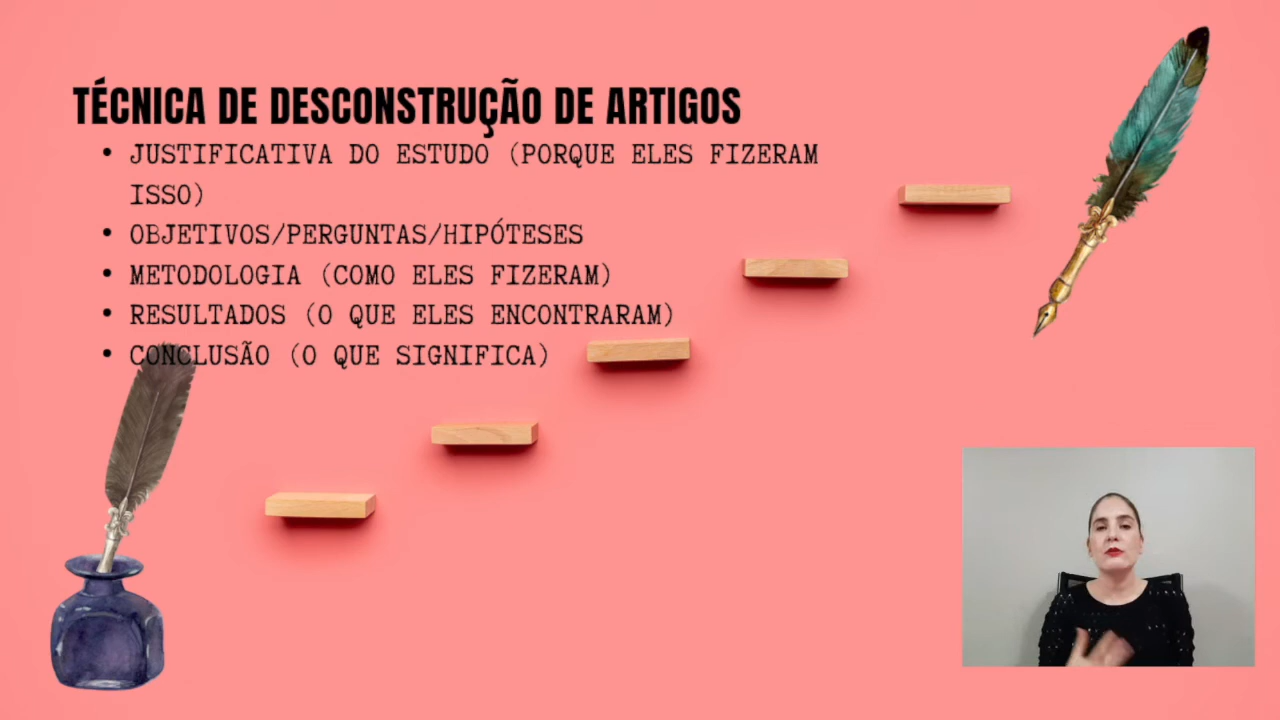 TÉCNICA DE DESCONSTRUÇÃO DE ARTIGOS
• JUSTIFICATIVA DO ESTUDO (PORQUE ELES FIZERAM
ISSO)
• OBJETIVOS/PERGUNTAS/HIPÓTESES
• METODOLOGIA (COMO ELES FIZERAM)
• RESULTADOS (O QUE ELES ENCONTRARAM)
• CONCLUSÃO (O QUE SIGNIFICA)